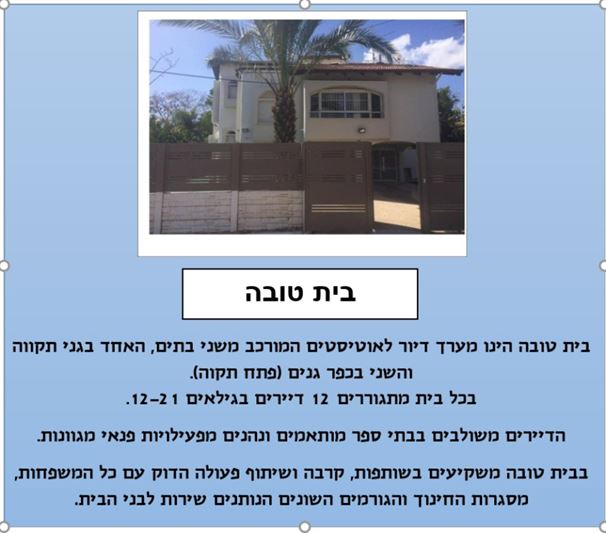 בית טובה
בית טובה הינו מערך דיור לאוטיסטים המורכב משני בתים, האחד בגני תקווה
והשני בכפר גנים (פתח תקוה).
בכל בית מתגוררים 12 דיירים בגילאים 12-21.
הדיירים משולבים בבתי ספר מותאמים ונהנים מפעילויות פנאי מגוונות.
בבית טובה משקיעים בשותפות, קרבה ושיתוף פעולה הדוק עם כל המשפחות,
מסגרות החינוך והגורמים השונים הנותנים שירות לבני הבית.